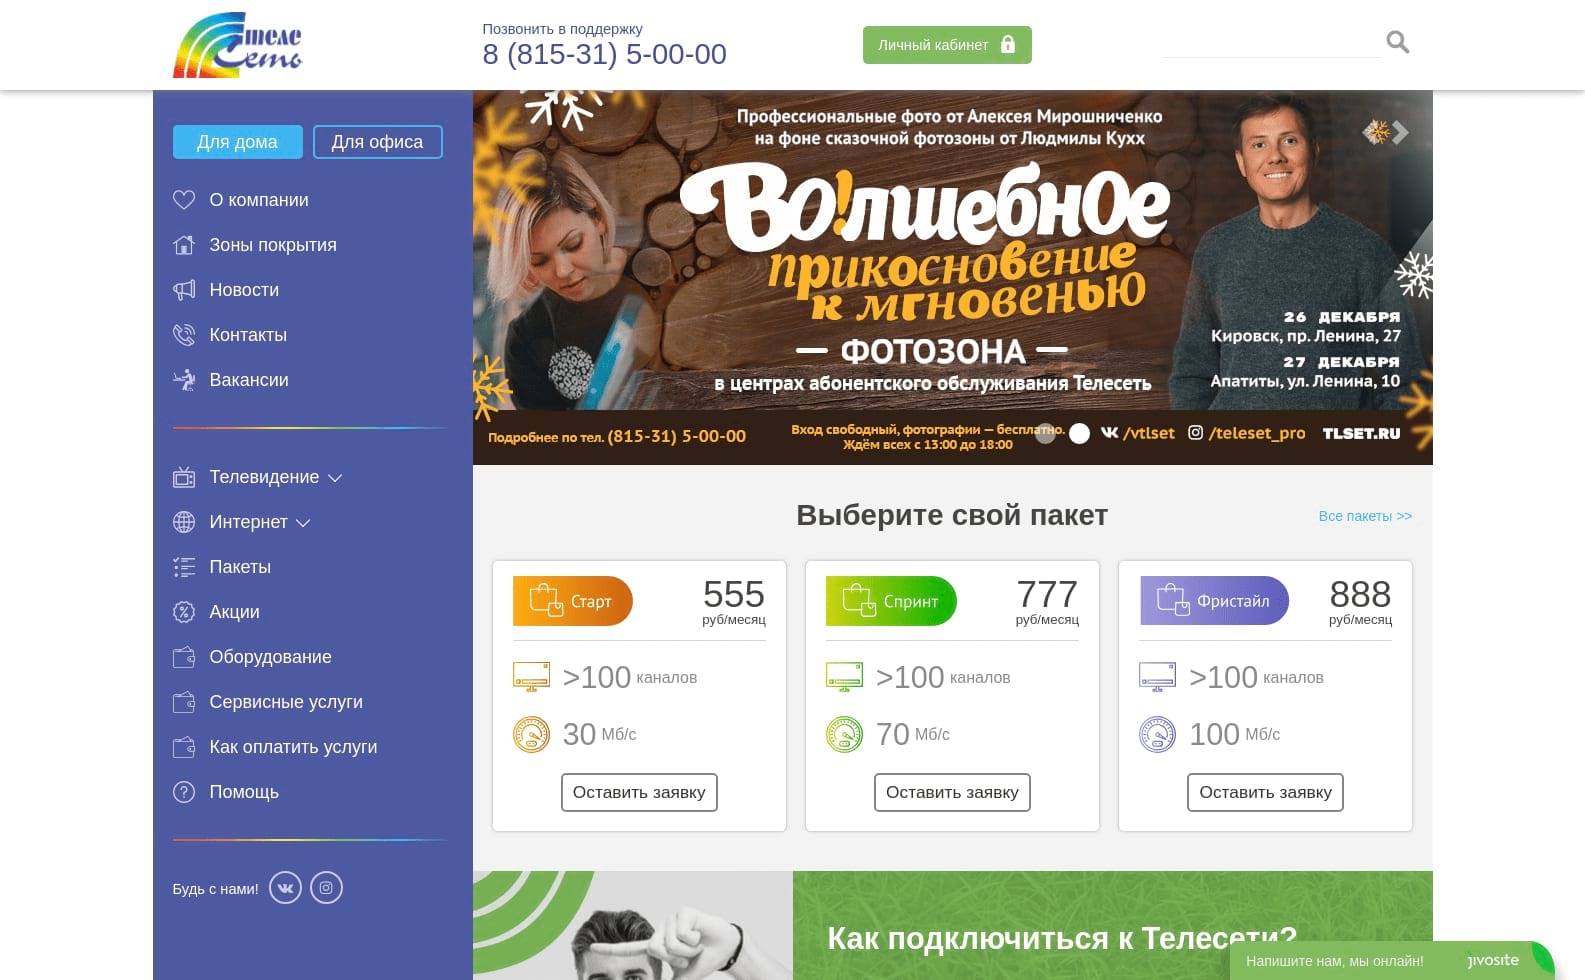 теле
Сеть
Позвонить в поддержку
8 (815-31) 5-00-00
Личный кабинет
Для дома
Для офиса
О компании
Зоны покрытия
Новости
Контакты
Вакансии
Телевидение
Интернет
Пакеты
Акции
Оборудование
Сервисные услуги
Как оплатить услуги
Помощь
Будь с нами!
Профессиональные фото от Алексея Мирошниченко
на фоне сказочной фотозоны от Людмилы Кухх
Во!лшебное
прикосновение
к мгновенью
— ФОТОЗОНА —
в центрах абонентского обслуживания Телесеть
26 ДЕКАБРЯ
Кировск, пр. Ленина, 27
27 ДЕКАБРЯ
Апатиты, ул. Ленина, 10
Подробнее по тел. (815-31) 5-00-00
Вход свободный, фотографии — бесплатно.
Ждём всех с 13:00 до 18:00
/vtlset
/teleset_pro
TLSET.RU
Выберите свой пакет
Все пакеты >>
Старт
555
руб/месяц
>100 каналов
30 Мб/с
Оставить заявку
Спринт
777
руб/месяц
>100 каналов
70 Мб/с
Оставить заявку
Фристайл
888
руб/месяц
>100 каналов
100 Мб/с
Оставить заявку
Как подключиться к Телесети?
Напишите нам, мы онлайн!
jivosite